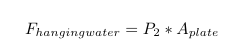 F_{hangingwater} = P_2 * A_{plate}